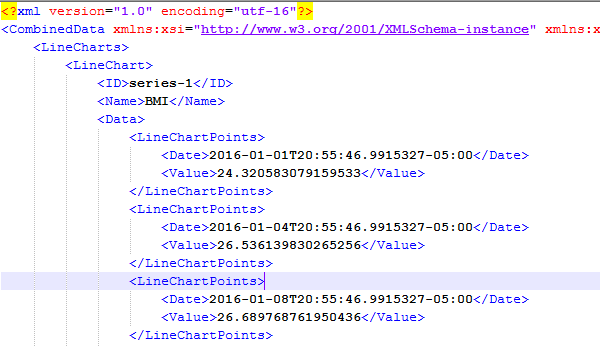 <?xml version="1.0" encoding="utf-16"?>
<CombinedData xmlns:xsi="http://www.w3.org/2001/XMLSchema-instance" xmlns:x
<LineCharts>
<LineChart>
<ID>series-1</ID>
<Name>BMI</Name>
<Data>
<LineChartPoints>
<Date>2016-01-01T20:55:46.9915327-05:00</Date>
<Value>24.320583079159533</Value>
</LineChartPoints>
<LineChartPoints>
<Date>2016-01-04T20:55:46.9915327-05:00</Date>
<Value>26.536139830265256</Value>
</LineChartPoints>
<LineChartPoints>
<Date>2016-01-08T20:55:46.9915327-05:00</Date>
<Value>26.689768761950436</Value>
</LineChartPoints>